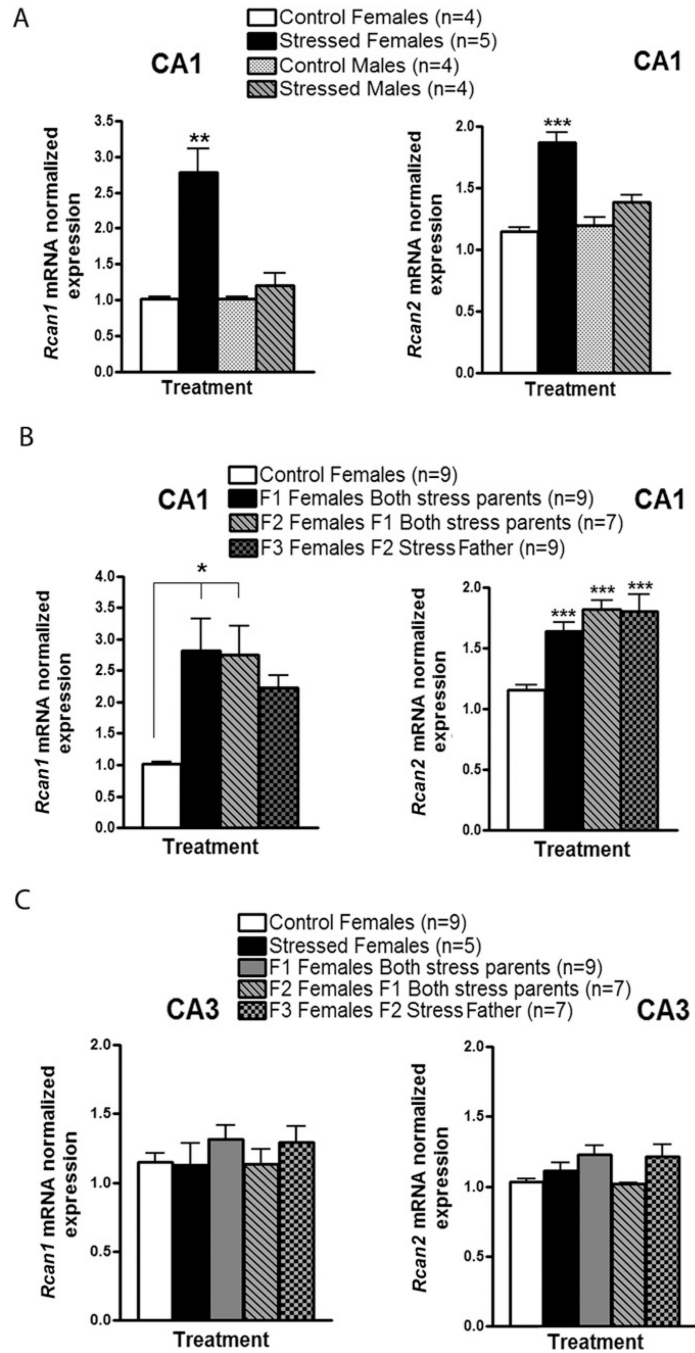 A
Control Females (n=4)
Stressed Females (n=5)
Control Males (n=4)
Stressed Males (n=4)
CA1
CA1
Rcan1 mRNA normalized
expression
3.5
3.0
2.5
2.0
1.5
1.0
0.5
0.0
**
Treatment
Rcan2 mRNA normalized
expression
2.0
1.5
1.0
0.5
0.0
***
Treatment
B
Control Females (n=9)
F1 Females Both stress parents (n=9)
F2 Females F1 Both stress parents (n=7)
F3 Females F2 Stress Father (n=9)
CA1
CA1
Rcan1 mRNA normalized
expression
4.0
3.5
3.0
2.5
2.0
1.5
1.0
0.5
0.0
*
Treatment
Rcan2 mRNA normalized
expression
2.0
1.5
1.0
0.5
0.0
*** *** ***
Treatment
C
Control Females (n=9)
Stressed Females (n=5)
F1 Females Both stress parents (n=9)
F2 Females F1 Both stress parents (n=7)
F3 Females F2 Stress Father (n=7)
CA3
CA3
Rcan1 mRNA normalized
expression
2.0
1.5
1.0
0.5
0.0
Treatment
Rcan2 mRNA normalized
expression
2.0
1.5
1.0
0.5
0.0
Treatment